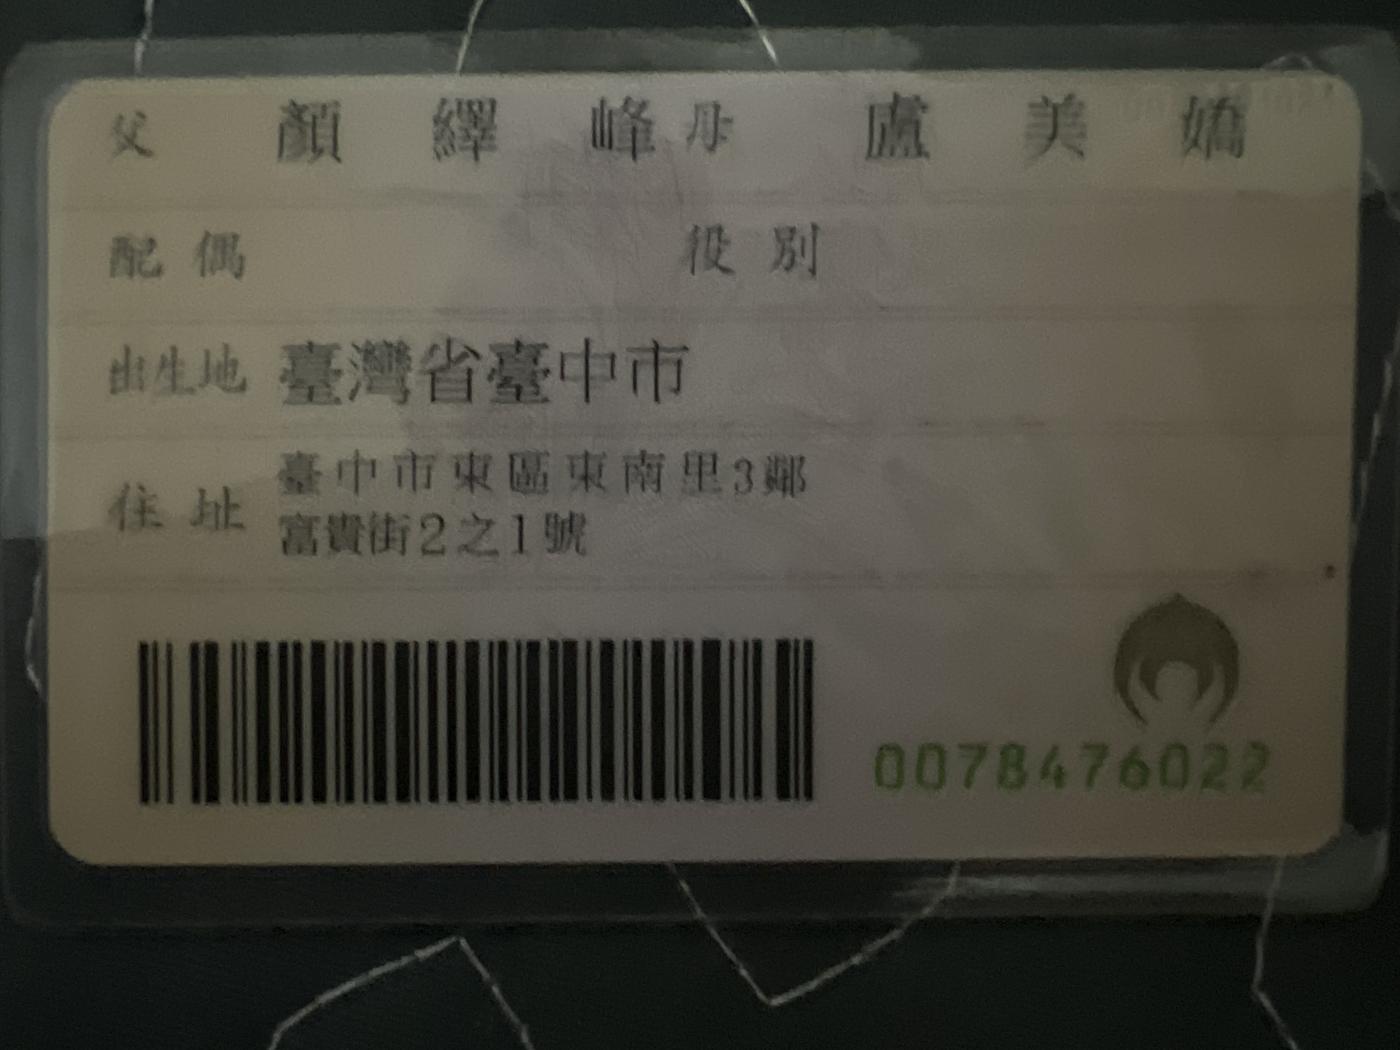 父 顏繹峰 母 盧美嬌
配偶 役別
出生地 臺灣省臺中市
住址 臺中市東區東南里3鄰
富貴街2之1號
0078476022